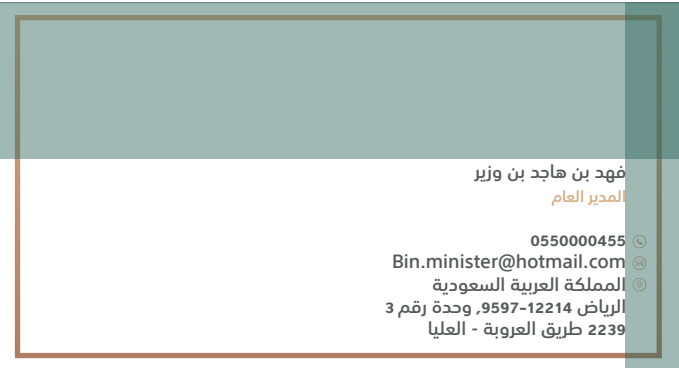 فهد بن هاجد بن وزير
المدير العام
0550000455
Bin.minister@hotmail.com
المملكة العربية السعودية
الرياض 12214-9597, وحدة رقم 3
2239 طريق العروبة - العليا